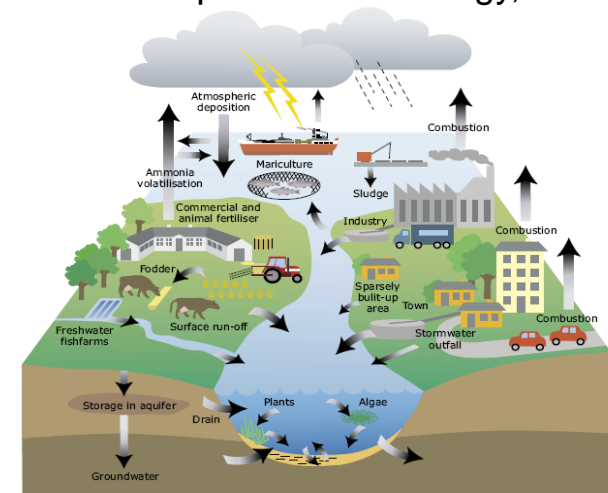 Atmospheric
deposition
Combustion
Mariculture
Ammonia
volatilisation
Sludge
Commercial and
animal fertiliser
Industry
Combustion
Fodder
Sparsely
bulit-up
area
Town
Freshwater
fishfarms
Surface run-off
Stormwater
outfall
Combustion
Storage in aquifer
Plants
Algae
Drain
Groundwater